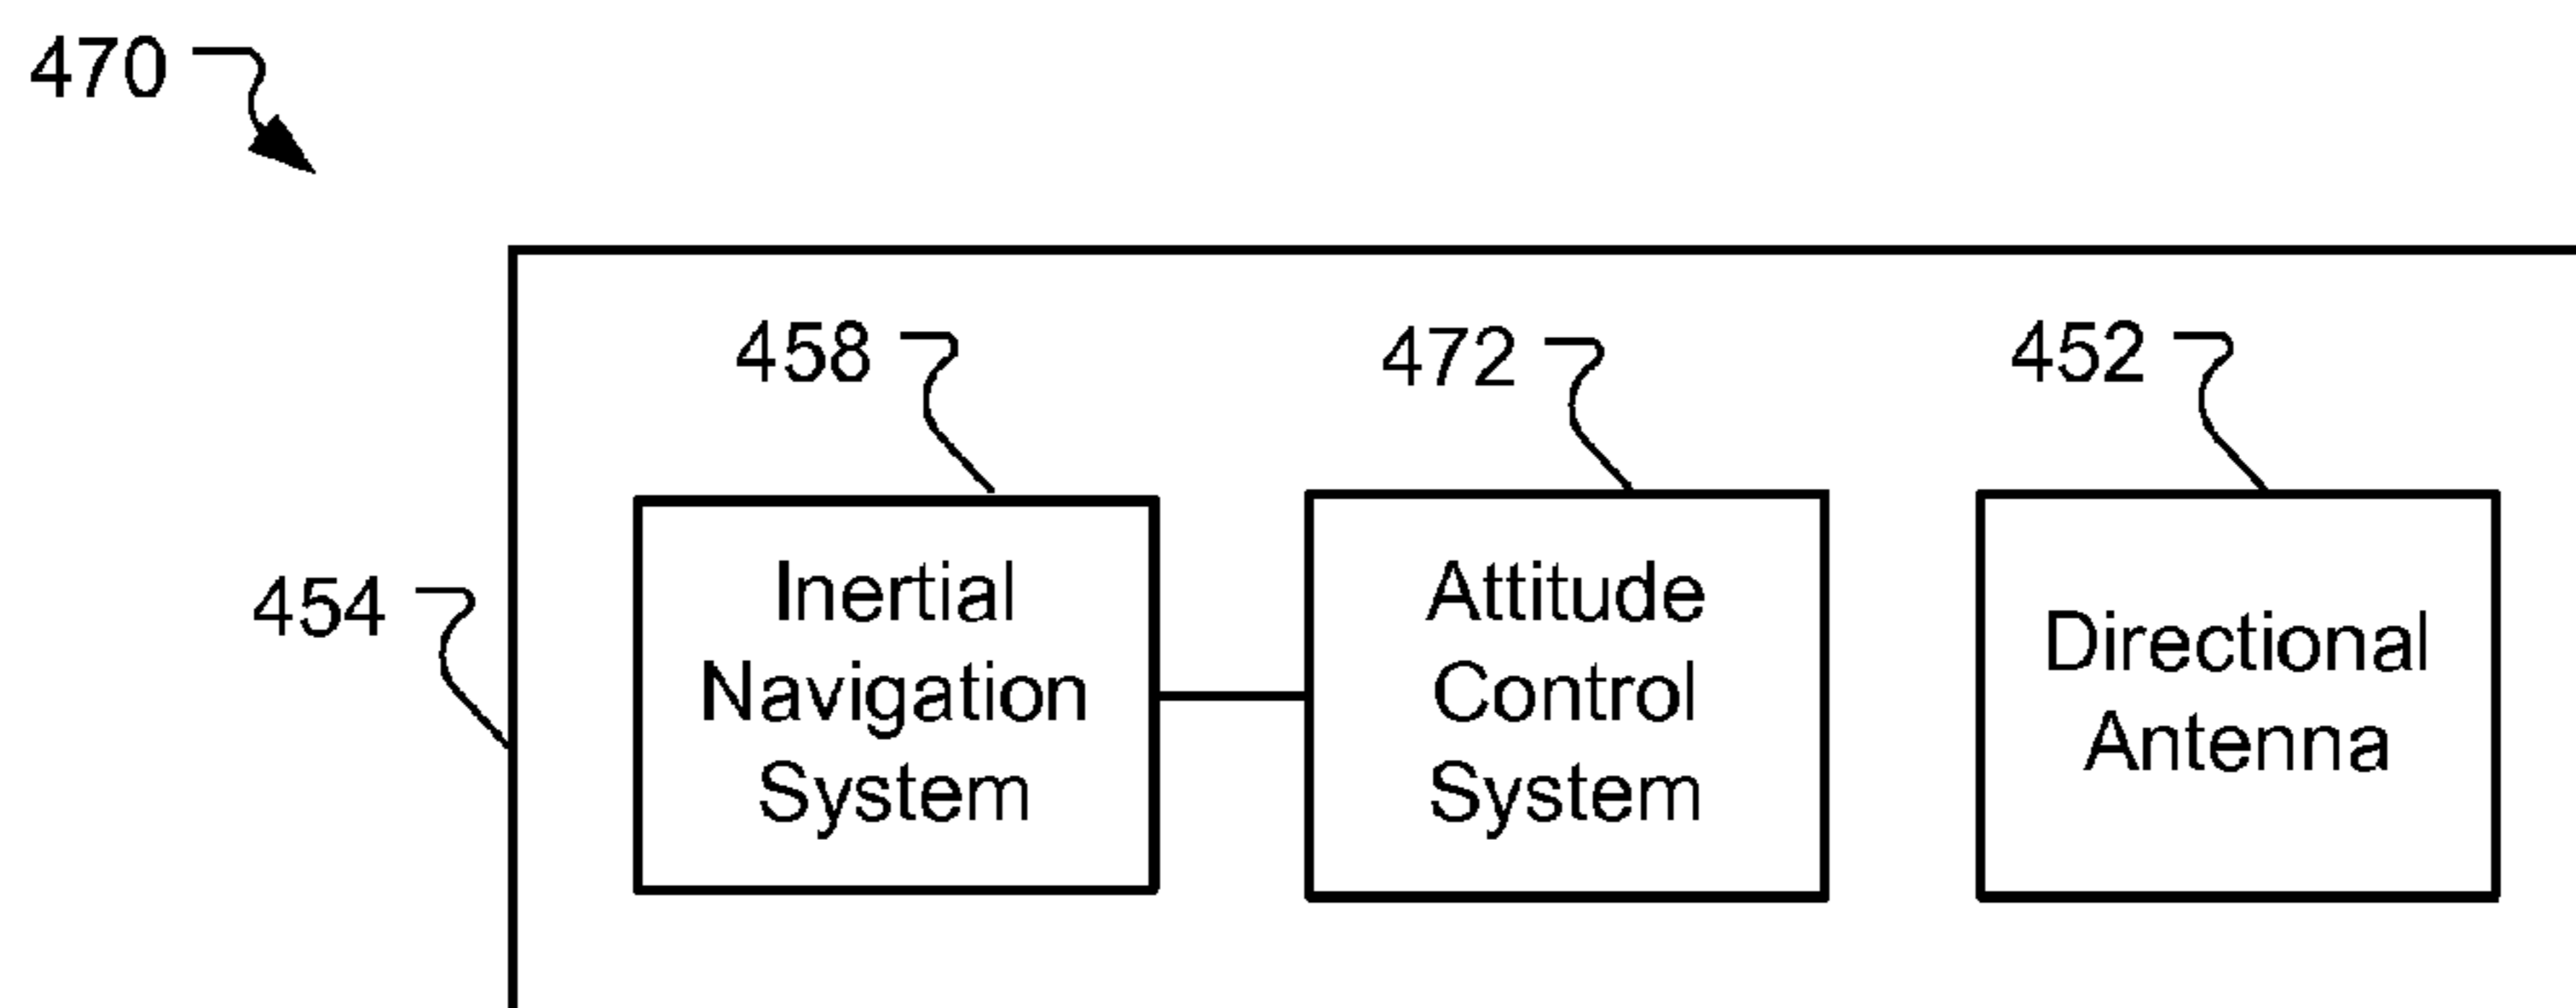 470
458
472
452
454
Inertial
Navigation
System
Attitude
Control
System
Directional
Antenna